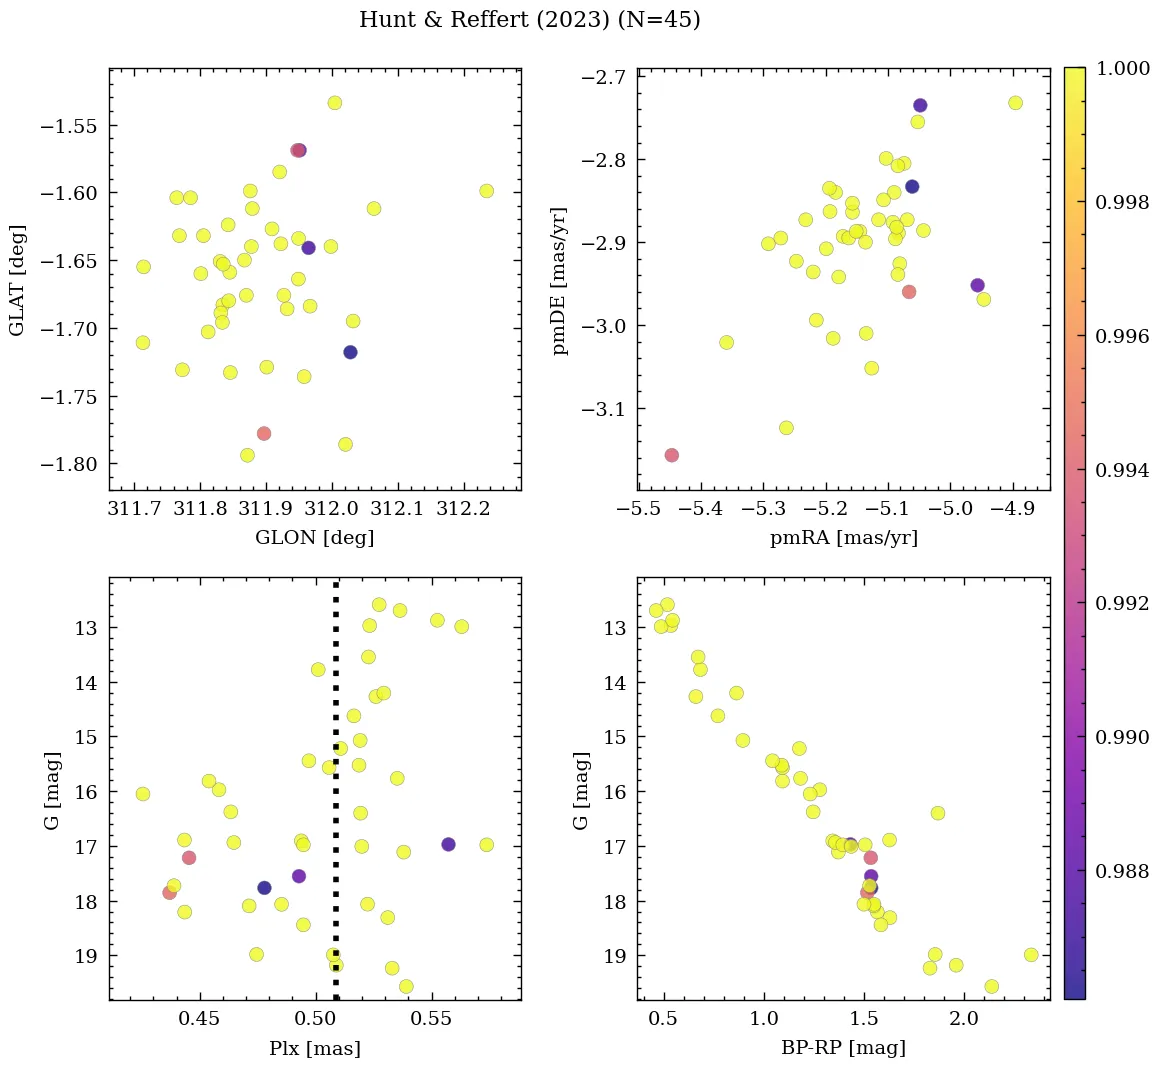 Hunt & Reffert (2023) (N=45)
−1.55
−1.60
−1.65
−1.70
−1.75
−1.80
GLAT [deg]
311.7 311.8 311.9 312.0 312.1 312.2
GLON [deg]
−2.7
−2.8
−2.9
−3.0
−3.1
pmDE [mas/yr]
−5.5 −5.4 −5.3 −5.2 −5.1 −5.0 −4.9
pmRA [mas/yr]
1.000
0.998
0.996
0.994
0.992
0.990
0.988
13
14
15
16
17
18
19
G [mag]
0.45 0.50 0.55
Plx [mas]
13
14
15
16
17
18
19
G [mag]
0.5 1.0 1.5 2.0
BP-RP [mag]